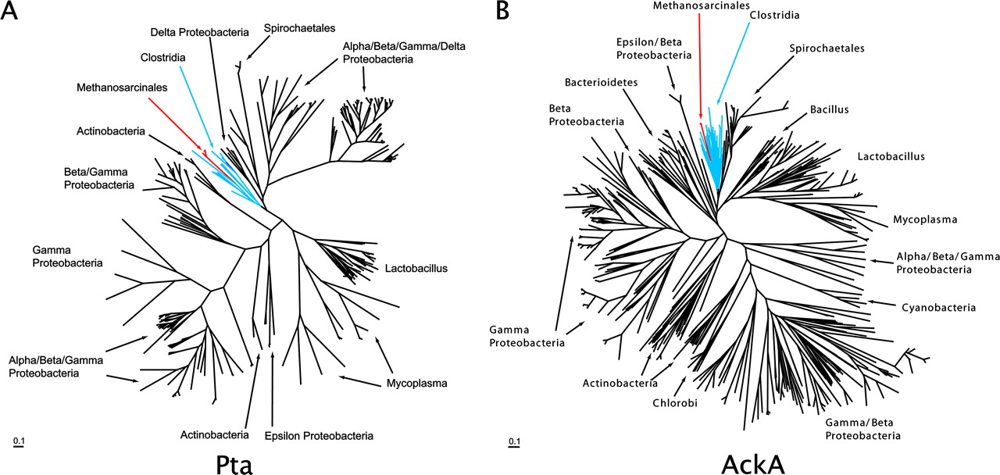 A
Delta Proteobacteria
Spirochaetales
Clostridia
Alpha/Beta/Gamma/Delta
Proteobacteria
Methanosarcinales
Actinobacteria
Beta/Gamma
Proteobacteria
Gamma
Proteobacteria
Lactobacillus
Alpha/Beta/Gamma
Proteobacteria
Mycoplasma
Actinobacteria
Epsilon Proteobacteria
0.1
Pta
B
Methanosarcinales
Clostridia
Epsilon/Beta
Proteobacteria
Spirochaetales
Bacterioidetes
Beta
Proteobacteria
Bacillus
Lactobacillus
Mycoplasma
Alpha/Beta/Gamma
Proteobacteria
Cyanobacteria
Gamma
Proteobacteria
Actinobacteria
Chlorobi
Gamma/Beta
Proteobacteria
0.1
AckA